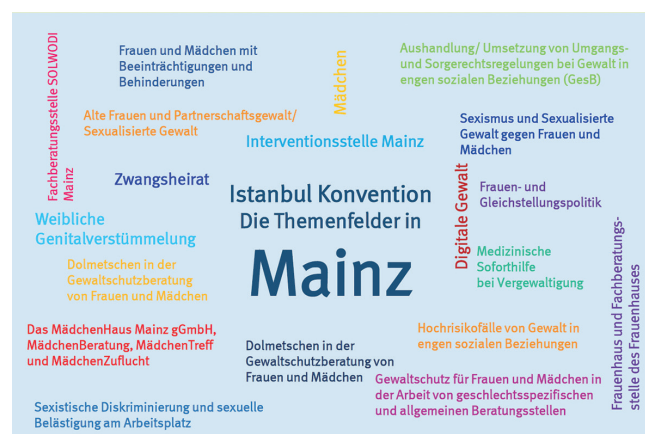 Fachberatungsstelle SOLWODI
Mainz
Frauen und Mädchen mit
Beeinträchtigungen und
Behinderungen
Mädchen
Aushandlung/ Umsetzung von Umgangs-
und Sorgerechtsregelungen bei Gewalt in
engen sozialen Beziehungen (GesB)
Alte Frauen und Partnerschaftsgewalt/
Sexualisierte Gewalt
Interventionsstelle Mainz
Sexismus und Sexualisierte
Gewalt gegen Frauen und
Mädchen
Zwangsheirat
Istanbul Konvention
Die Themenfelder in
Mainz
Digitale Gewalt
Frauen- und
Gleichstellungspolitik
Weibliche
Genitalverstümmelung
Medizinische
Soforthilfe
bei Vergewaltigung
Frauenhaus und Fachberatungs-
stelle des Frauenhauses
Dolmetschen in der
Gewaltschutzberatung
von Frauen und Mädchen
Das MädchenHaus Mainz gGmbH,
MädchenBeratung, MädchenTreff
und MädchenZuflucht
Dolmetschen in der
Gewaltschutzberatung von
Frauen und Mädchen
Hochrisikofälle von Gewalt in
engen sozialen Beziehungen
Gewaltschutz für Frauen und Mädchen in
der Arbeit von geschlechtsspezifischen
und allgemeinen Beratungsstellen
Sexistische Diskriminierung und sexuelle
Belästigung am Arbeitsplatz